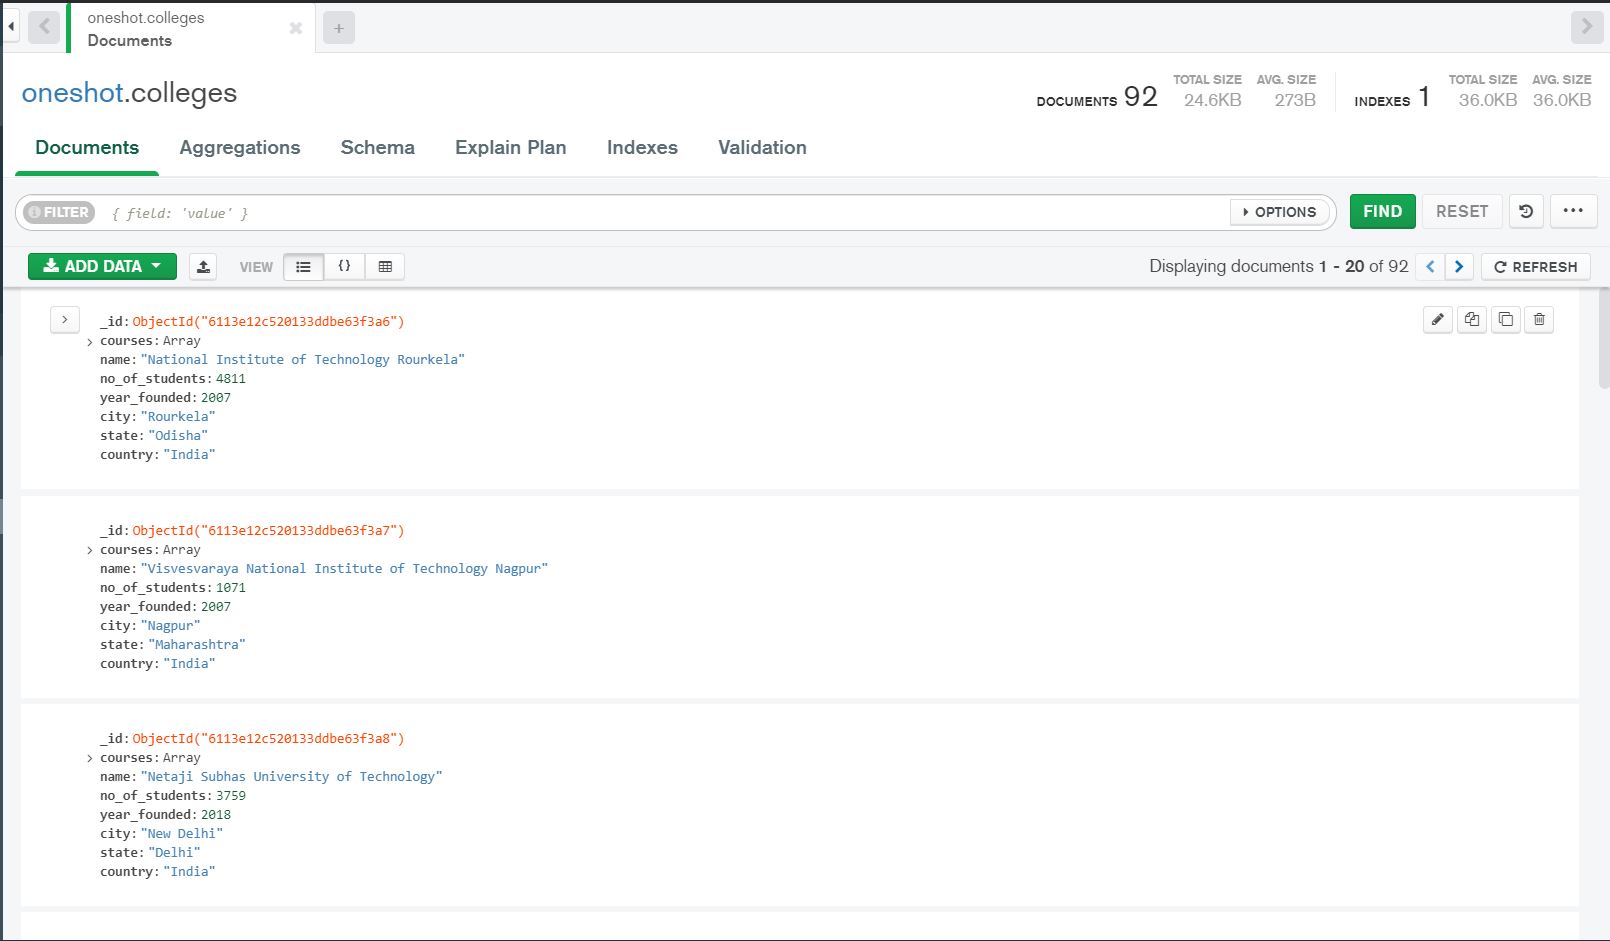 oneshot.colleges
Documents
oneshot.colleges
DOCUMENTS 92 TOTAL SIZE 24.6KB AVG. SIZE 273B INDEXES 1 TOTAL SIZE 36.0KB AVG. SIZE 36.0KB
Documents Aggregations Schema Explain Plan Indexes Validation
FILTER { field: 'value' } OPTIONS FIND RESET
ADD DATA VIEW {} Displaying documents 1 - 20 of 92 REFRESH
_id: ObjectId("6113e12c520133ddbe63f3a6")
courses: Array
name: "National Institute of Technology Rourkela"
no_of_students: 4811
year_founded: 2007
city: "Rourkela"
state: "Odisha"
country: "India"
_id: ObjectId("6113e12c520133ddbe63f3a7")
courses: Array
name: "Visvesvaraya National Institute of Technology Nagpur"
no_of_students: 1071
year_founded: 2007
city: "Nagpur"
state: "Maharashtra"
country: "India"
_id: ObjectId("6113e12c520133ddbe63f3a8")
courses: Array
name: "Netaji Subhas University of Technology"
no_of_students: 3759
year_founded: 2018
city: "New Delhi"
state: "Delhi"
country: "India"